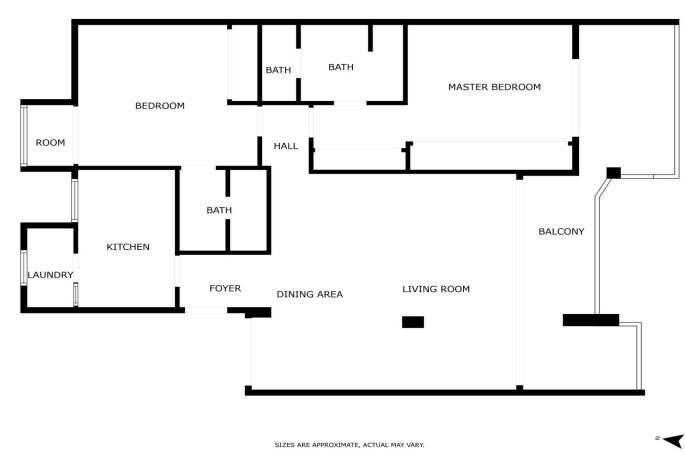 BATH
BATH
MASTER BEDROOM
BEDROOM
ROOM
HALL
BATH
BALCONY
KITCHEN
LAUNDRY
FOYER
DINING AREA
LIVING ROOM
N
SIZES ARE APPROXIMATE, ACTUAL MAY VARY.